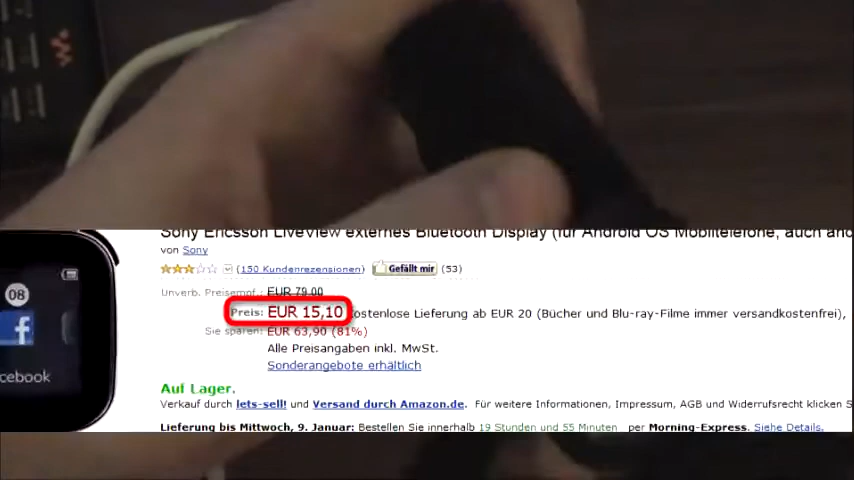 Sony Ericsson LiveView externes Bluetooth Display (für Android OS Mobiltelefone, auch
von Sony
(150 Kundenrezensionen) Gefällt mir (53)
Unverb. Preisempf.: EUR 79,00
Preis: EUR 15,10 kostenlose Lieferung ab EUR 20 (Bücher und Blu-ray-Filme immer versandkostenfrei),
Sie sparen: EUR 63,90 (81%)
Alle Preisangaben inkl. MwSt.
Sonderangebote erhältlich
Auf Lager.
Verkauf durch lets-sell! und Versand durch Amazon.de. Für weitere Informationen, Impressum, AGB und Widerrufsrecht klicken S
Lieferung bis Mittwoch, 9. Januar: Bestellen Sie innerhalb 19 Stunden und 55 Minuten per Morning-Express. Siehe Details.
08
f
cebook